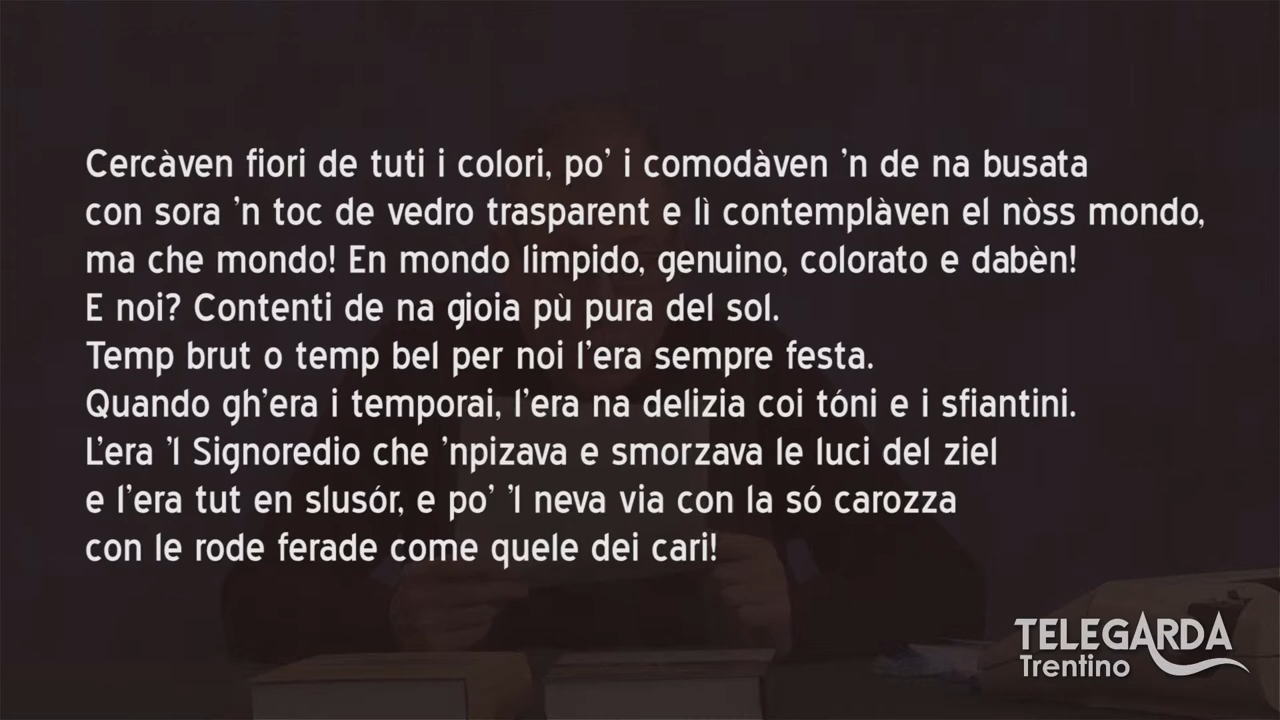 Cercàven fiori de tuti i colori, po’ i comodàven ’n de na busata
con sora ’n toc de vedro trasparent e lì contemplàven el nòss mondo,
ma che mondo! En mondo limpido, genuino, colorato e dabèn!
E noi? Contenti de na gioia pù pura del sol.
Temp brut o temp bel per noi l’era sempre festa.
Quando gh’era i temporai, l’era na delizia coi tóni e i sfiantini.
L’era ’l Signoredio che ’npizava e smorzava le luci del ziel
e l’era tut en slusór, e po’ ’l neva via con la só carozza
con le rode ferade come quele dei cari!
TELEGARDA
Trentino